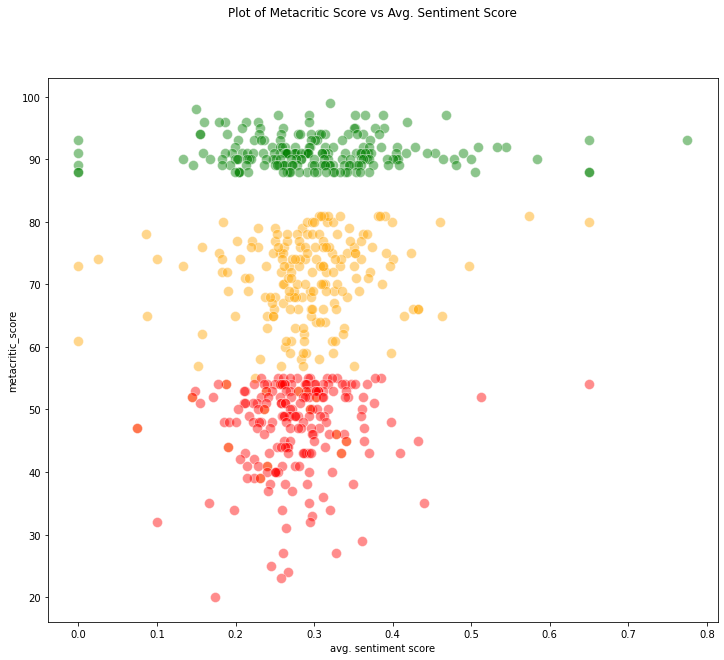 Plot of Metacritic Score vs Avg. Sentiment Score
metacritic_score
100
90
80
70
60
50
40
30
20
0.0 0.1 0.2 0.3 0.4 0.5 0.6 0.7 0.8
avg. sentiment score